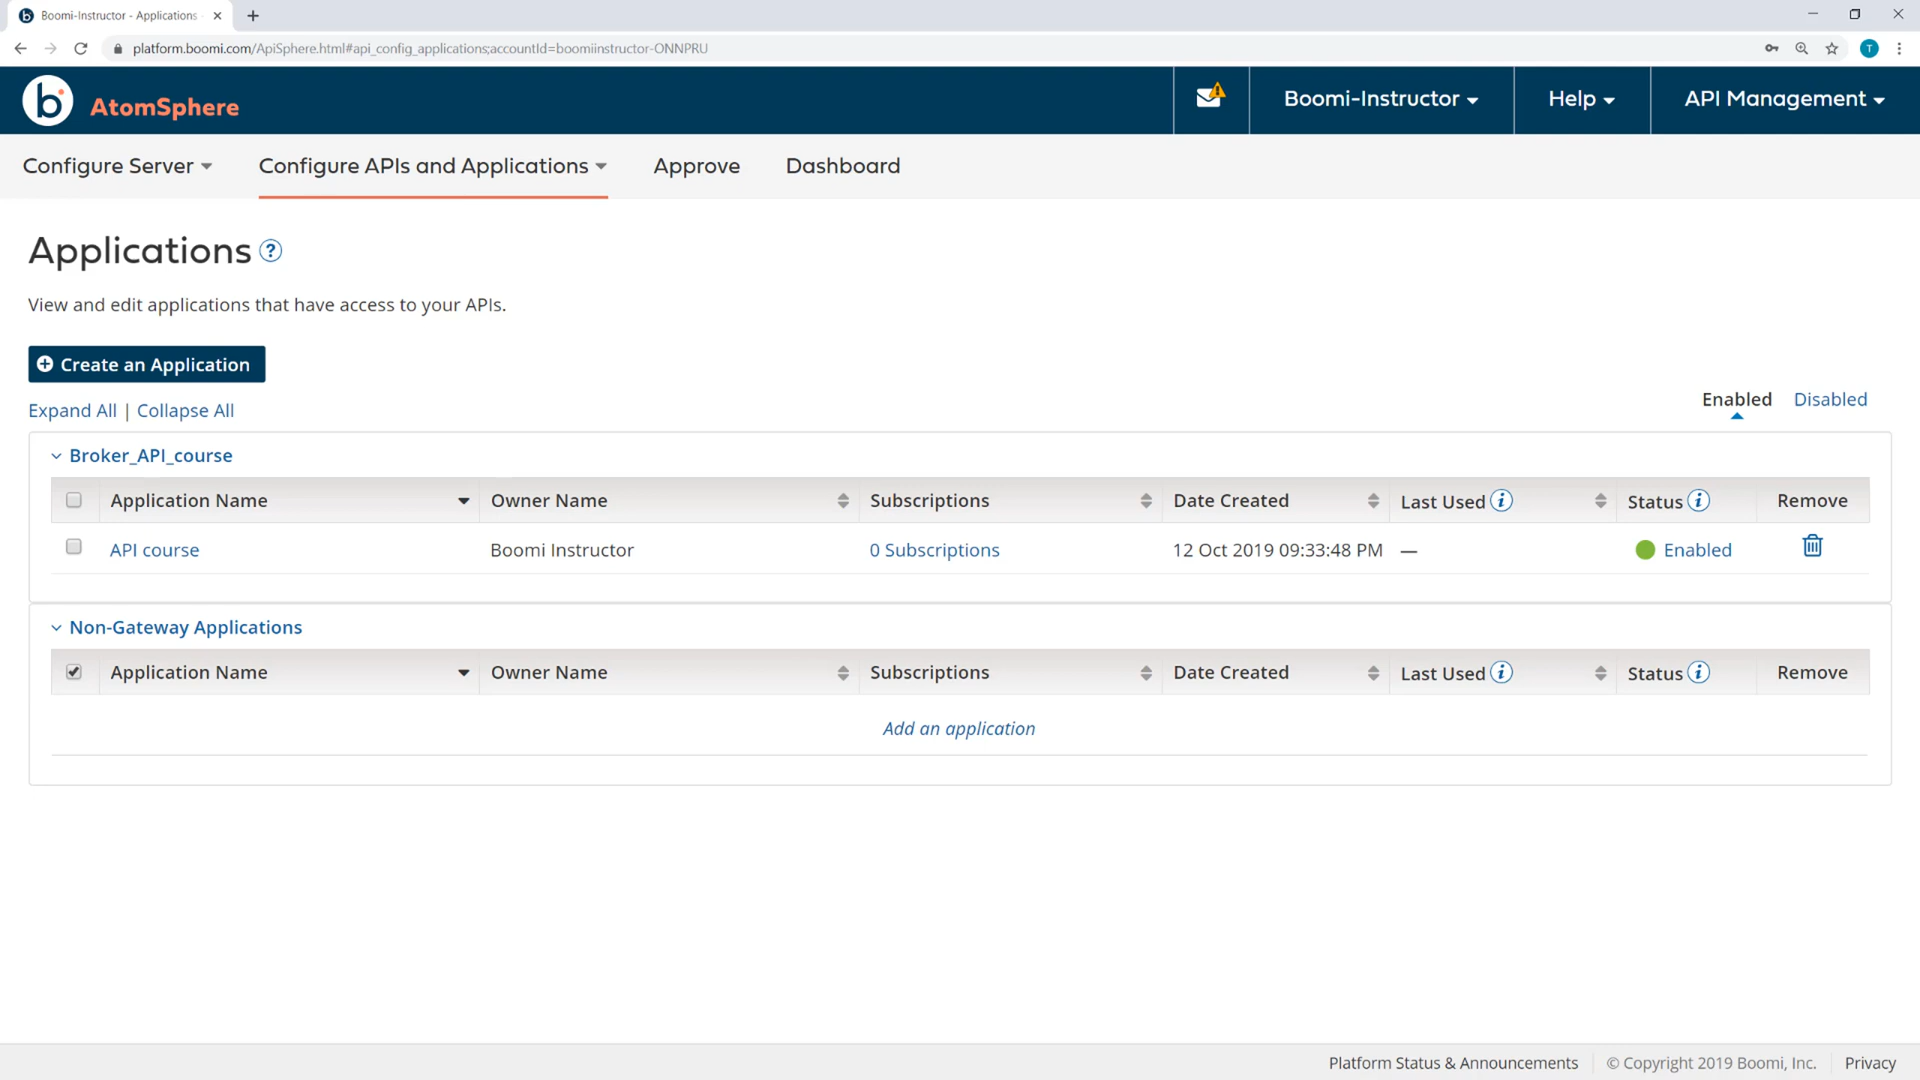 Boomi-Instructor - Applications
platform.boomi.com/ApiSphere.html#api_config_applications;accountId=boomiinstructor-ONNPRU
T
b AtomSphere
Boomi-Instructor
Help
API Management
Configure Server
Configure APIs and Applications
Approve
Dashboard
Applications ?
View and edit applications that have access to your APIs.
Create an Application
Expand All | Collapse All
Enabled Disabled
Broker_API_course
Application Name Owner Name Subscriptions Date Created Last Used i Status i Remove
API course Boomi Instructor 0 Subscriptions 12 Oct 2019 09:33:48 PM — Enabled
Non-Gateway Applications
Application Name Owner Name Subscriptions Date Created Last Used i Status i Remove
Add an application
Platform Status & Announcements © Copyright 2019 Boomi, Inc. Privacy